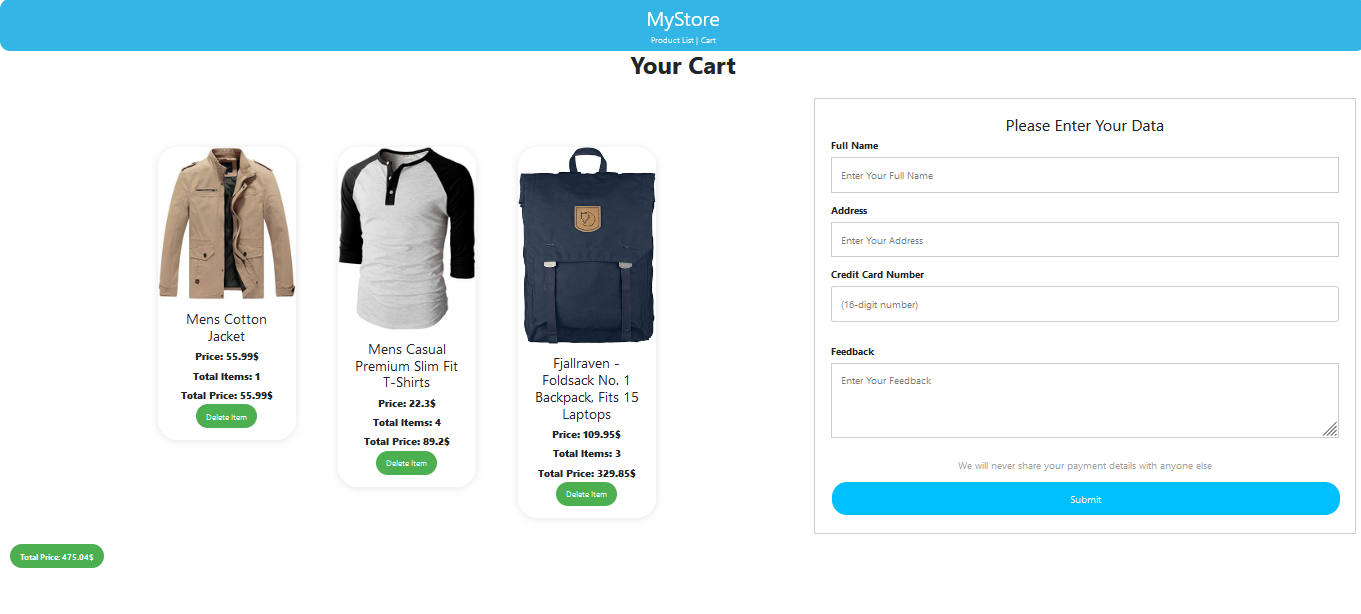 MyStore
Product List | Cart
Your Cart
Mens Cotton
Jacket
Price: 55.99$
Total Items: 1
Total Price: 55.99$
Delete Item
Mens Casual
Premium Slim Fit
T-Shirts
Price: 22.3$
Total Items: 4
Total Price: 89.2$
Delete Item
Fjallraven -
Foldsack No. 1
Backpack, Fits 15
Laptops
Price: 109.95$
Total Items: 3
Total Price: 329.85$
Delete Item
Total Price: 475.04$
Please Enter Your Data
Full Name
Enter Your Full Name
Address
Enter Your Address
Credit Card Number
(16-digit number)
Feedback
Enter Your Feedback
We will never share your payment details with anyone else
Submit